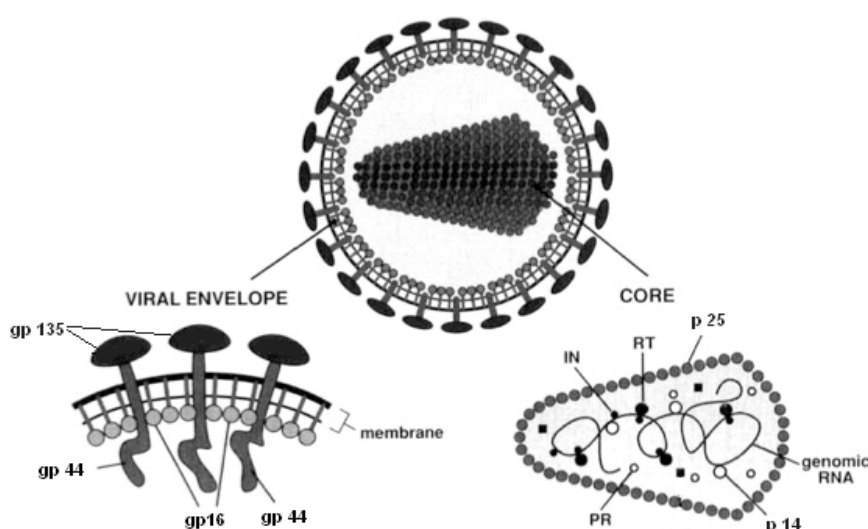 VIRAL ENVELOPE
CORE
gp 135
p 25
IN
RT
membrane
gp 44
gp16
gp 44
genomic
RNA
PR
p 14